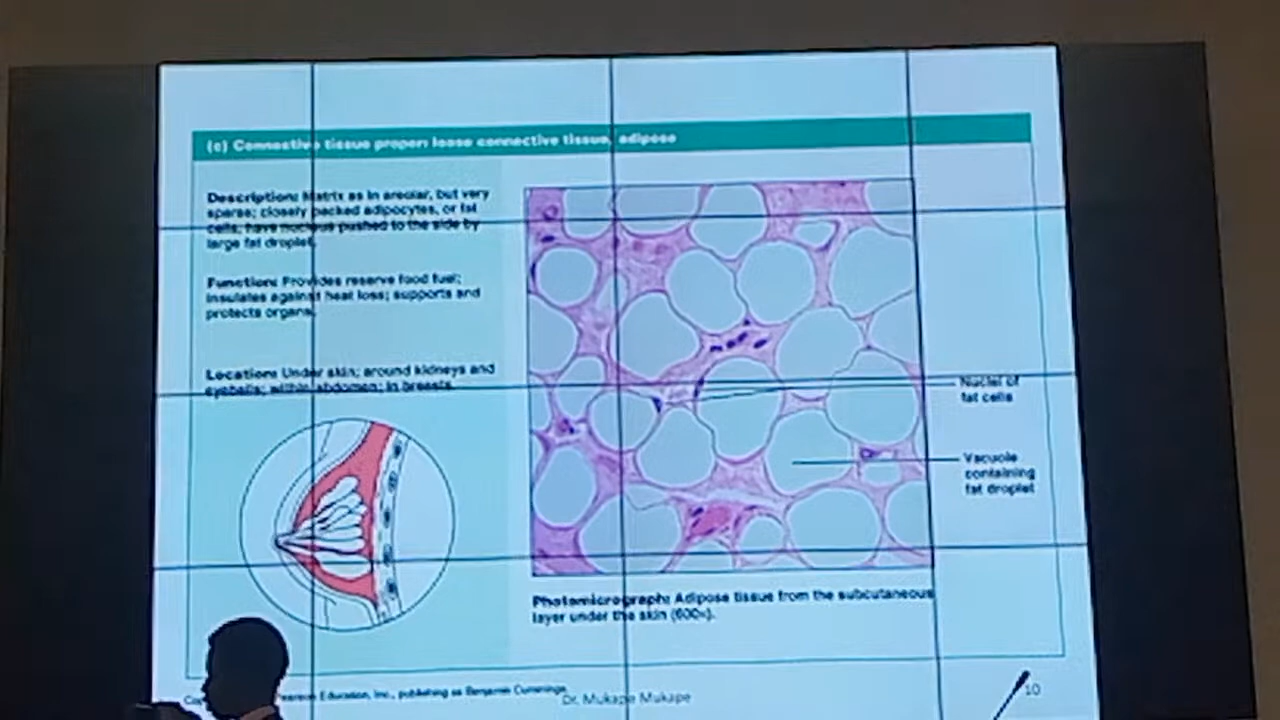 (c) Connective tissue proper: loose connective tissue, adipose
Description: Matrix as in areolar, but very
sparse; closely packed adipocytes, or fat
cells, have nucleus pushed to the side by
large fat droplet.
Function: Provides reserve food fuel;
insulates against heat loss; supports and
protects organs.
Location: Under skin; around kidneys and
eyeballs; within abdomen; in breasts.
Nuclei of
fat cells
Vacuole
containing
fat droplet
Photomicrograph: Adipose tissue from the subcutaneous
layer under the skin (600x).
Pearson Education, Inc., publishing as Benjamin Cummings
Dr. Mukape Mukape
10